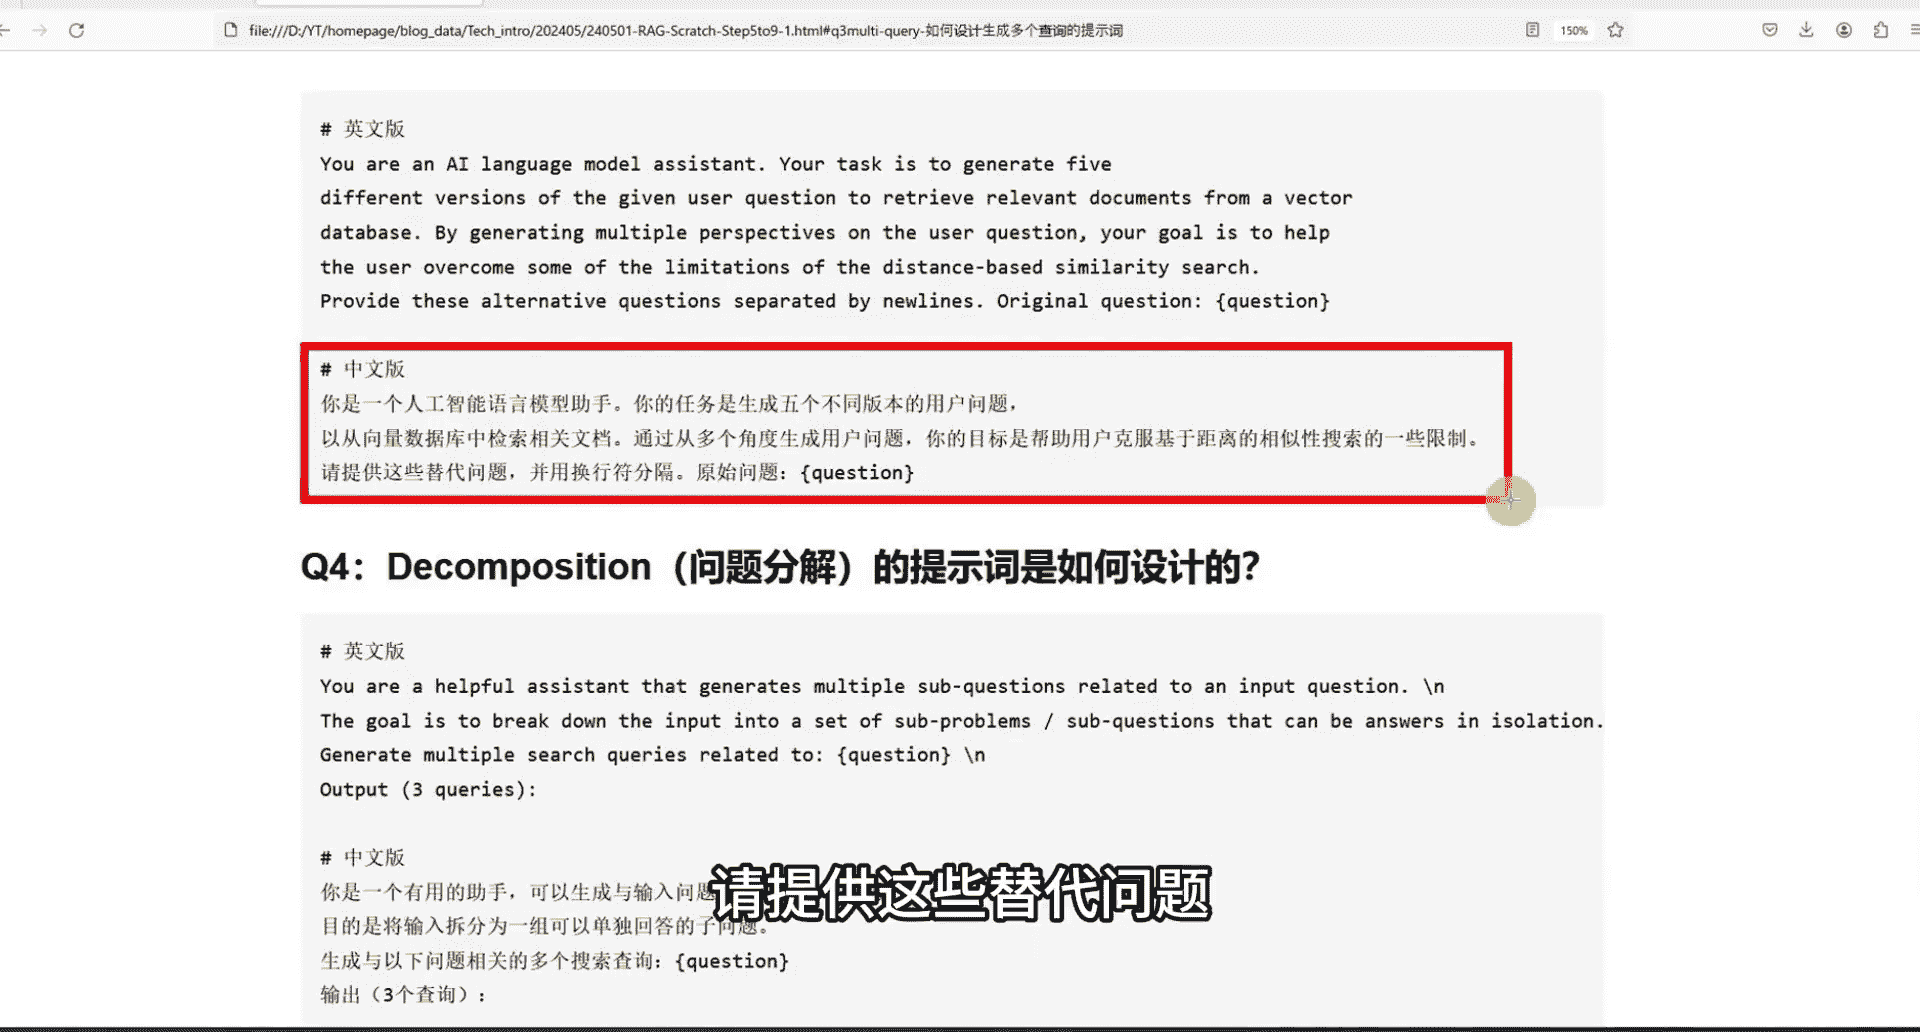 file:///D:/YT/homepage/blog_data/Tech_intro/202405/240501-RAG-Scratch-Step5to9-1.html#q3multi-query-如何设计生成多个查询的提示词
150%
# 英文版
You are an AI language model assistant. Your task is to generate five
different versions of the given user question to retrieve relevant documents from a vector
database. By generating multiple perspectives on the user question, your goal is to help
the user overcome some of the limitations of the distance-based similarity search.
Provide these alternative questions separated by newlines. Original question: {question}
# 中文版
你是一个人工智能语言模型助手。你的任务是生成五个不同版本的用户问题，
以从向量数据库中检索相关文档。通过从多个角度生成用户问题，你的目标是帮助用户克服基于距离的相似性搜索的一些限制。
请提供这些替代问题，并用换行符分隔。原始问题：{question}
Q4：Decomposition（问题分解）的提示词是如何设计的？
# 英文版
You are a helpful assistant that generates multiple sub-questions related to an input question. \n
The goal is to break down the input into a set of sub-problems / sub-questions that can be answers in isolation.
Generate multiple search queries related to: {question} \n
Output (3 queries):
# 中文版
你是一个有用的助手，可以生成与输入问题
请提供这些替代问题
目的是将输入拆分为一组可以单独回答的子问题。
生成与以下问题相关的多个搜索查询：{question}
输出（3个查询）：